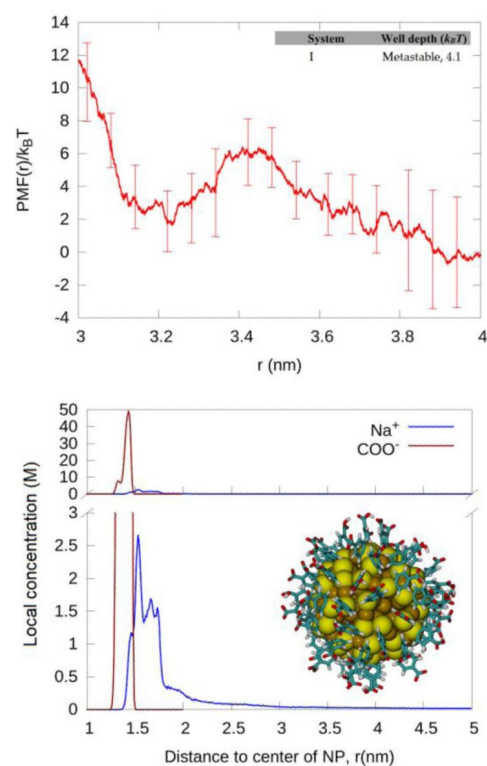 14
12
10
8
6
4
2
0
-2
-4
PMF(r)/k_BT
System Well depth (k_BT)
I Metastable, 4.1
3 3.2 3.4 3.6 3.8 4
r (nm)
50
40
30
20
10
0
3
2.5
2
1.5
1
0.5
0
Local concentration (M)
Na⁺
COO⁻
1 1.5 2 2.5 3 3.5 4 4.5 5
Distance to center of NP, r(nm)